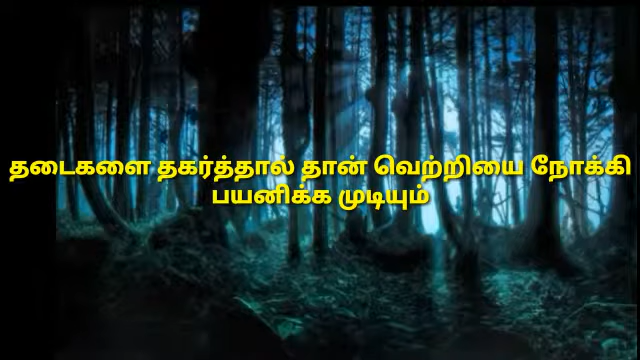 தடைகளை தகர்த்தால் தான் வெற்றியை நோக்கி
பயனிக்க முடியும்